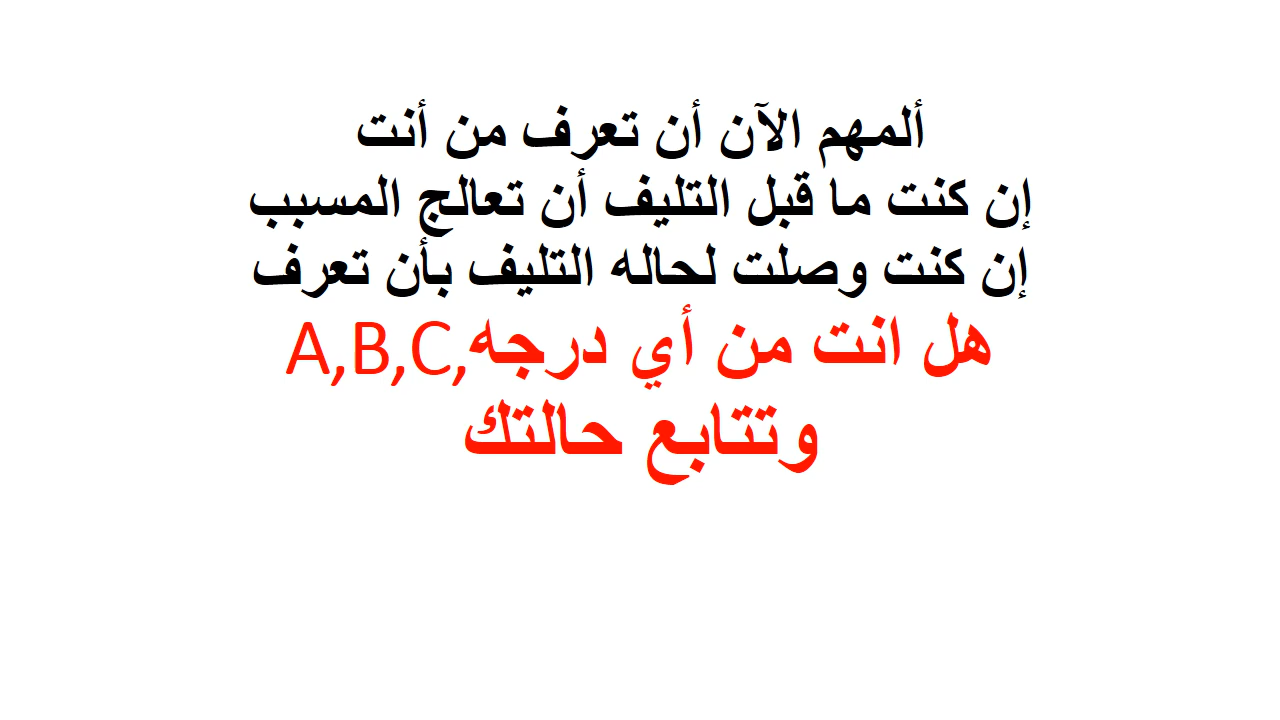 ألمهم الآن أن تعرف من أنت
إن كنت ما قبل التليف أن تعالج المسبب
إن كنت وصلت لحاله التليف بأن تعرف
هل انت من أي درجه,A,B,C
وتتابع حالتك